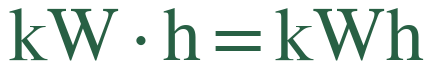 kW · h = kWh